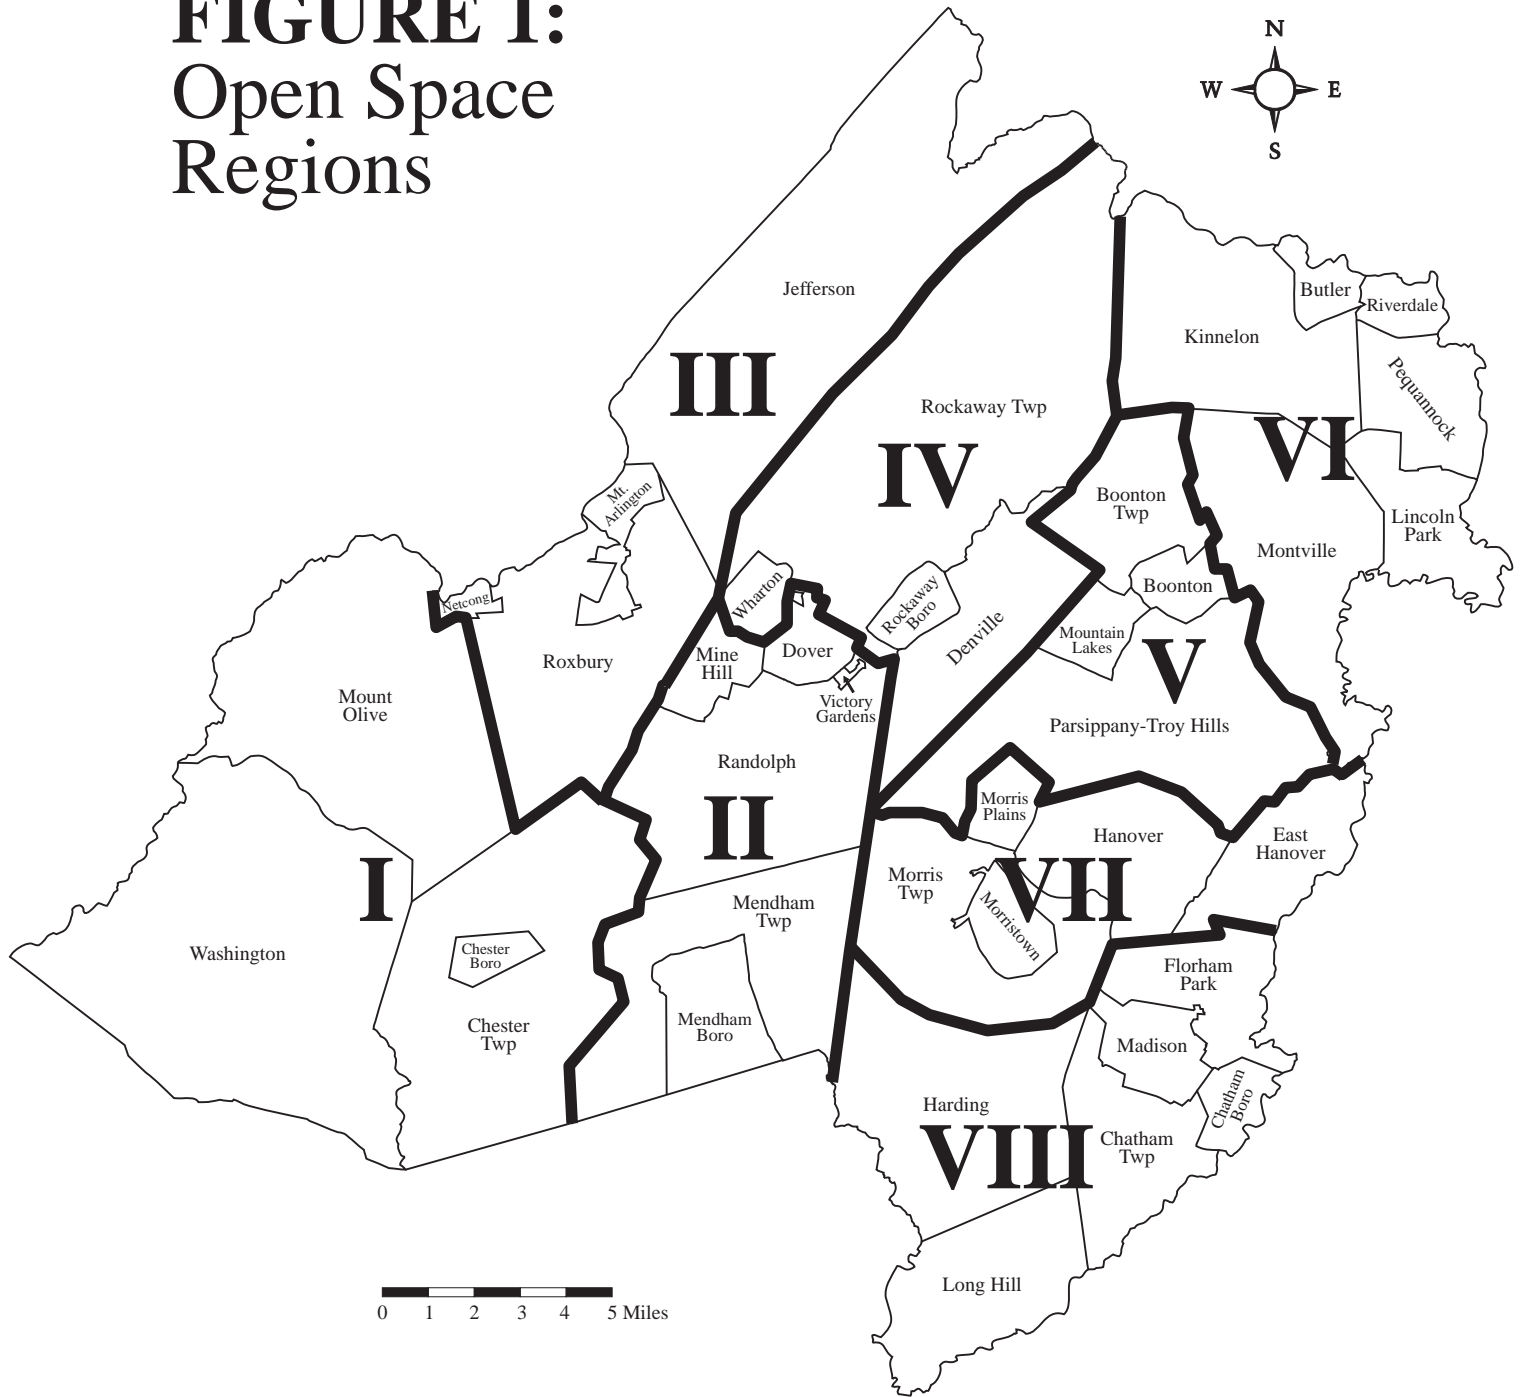 FIGURE 1:
Open Space
Regions
N
W
E
S
Jefferson
Butler
Riverdale
Kinnelon
Pequannock
III
Rockaway Twp
VI
IV
Mt.
Arlington
Boonton
Twp
Lincoln
Park
Montville
Netcong
Wharton
Rockaway
Boro
Boonton
Denville
Mountain
Lakes
Roxbury
Mine
Hill
Dover
V
Mount
Olive
Victory
Gardens
Parsippany-Troy Hills
Randolph
Morris
Plains
II
Hanover
East
Hanover
I
Morris
Twp
VII
Mendham
Twp
Morristown
Washington
Chester
Boro
Florham
Park
Chester
Twp
Mendham
Boro
Madison
Chatham
Boro
Harding
VIII
Chatham
Twp
Long Hill
0 1 2 3 4 5 Miles